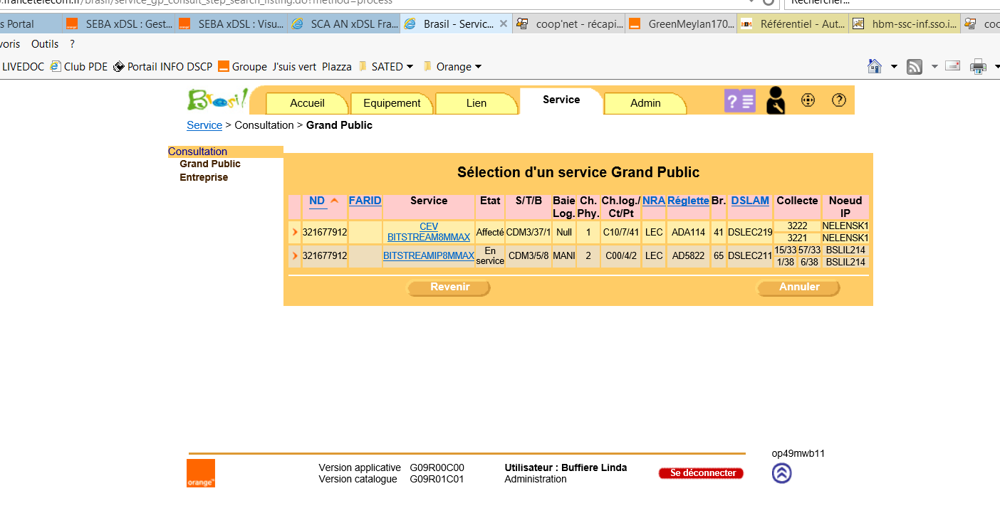 .francetelecom.fr/brasil/service_gp_consult_step_search_listing.do?method=process
Rechercher...
s Portal SEBA xDSL : Gest... SEBA xDSL : Visu... SCA AN xDSL Fra... Brasil - Servic... coop'net - récapi... GreenMeylan170... Référentiel - Aut... hbm-ssc-inf.sso.i... coo
voris Outils ?
LIVEDOC Club PDE Portail INFO DSCP Groupe J'suis vert Plazza SATED Orange
Brasil Accueil Equipement Lien Service Admin
Service > Consultation > Grand Public
Consultation
Grand Public
Entreprise
Sélection d'un service Grand Public
ND FARID Service Etat S/T/B Baie Log. Ch. Phy. Ch.log./ Ct/Pt NRA Réglette Br. DSLAM Collecte Noeud IP
321677912 CEV BITSTREAM8MMAX Affecté CDM3/37/1 Null 1 C10/7/41 LEC ADA114 41 DSLEC219 3222 NELENSK1
3221 NELENSK1
321677912 BITSTREAMIP8MMAX En service CDM3/5/8 MANI 2 C00/4/2 LEC AD5822 65 DSLEC211 15/33 57/33 BSLIL214
1/38 6/38 BSLIL214
Revenir Annuler
op49mwb11
Version applicative G09R00C00 Utilisateur : Buffiere Linda Se déconnecter
Version catalogue G09R01C01 Administration
orange™